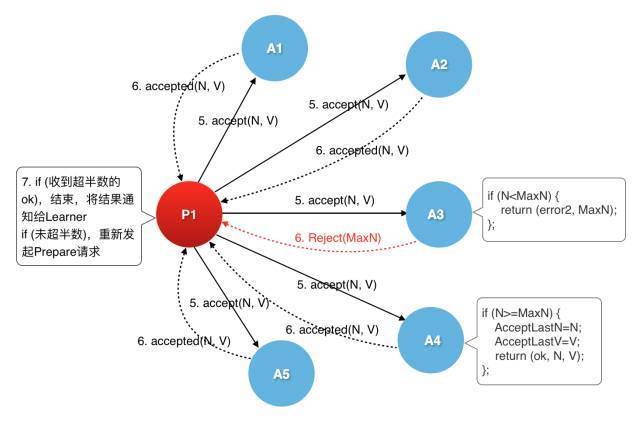 A1
A2
6. accepted(N, V)
5. accept(N, V)
5. accept(N, V)
6. accepted(N, V)
7. if (收到超半数的
ok)，结束，将结果通
知给Learner
if (未超半数)，重新发
起Prepare请求
P1
5. accept(N, V)
A3
if (N<MaxN) {
return (error2, MaxN);
};
6. Reject(MaxN)
5. accept(N, V)
5. accept(N, V)
6. accepted(N, V)
6. accepted(N, V)
A4
if (N>=MaxN) {
AcceptLastN=N;
AcceptLastV=V;
return (ok, N, V);
};
A5